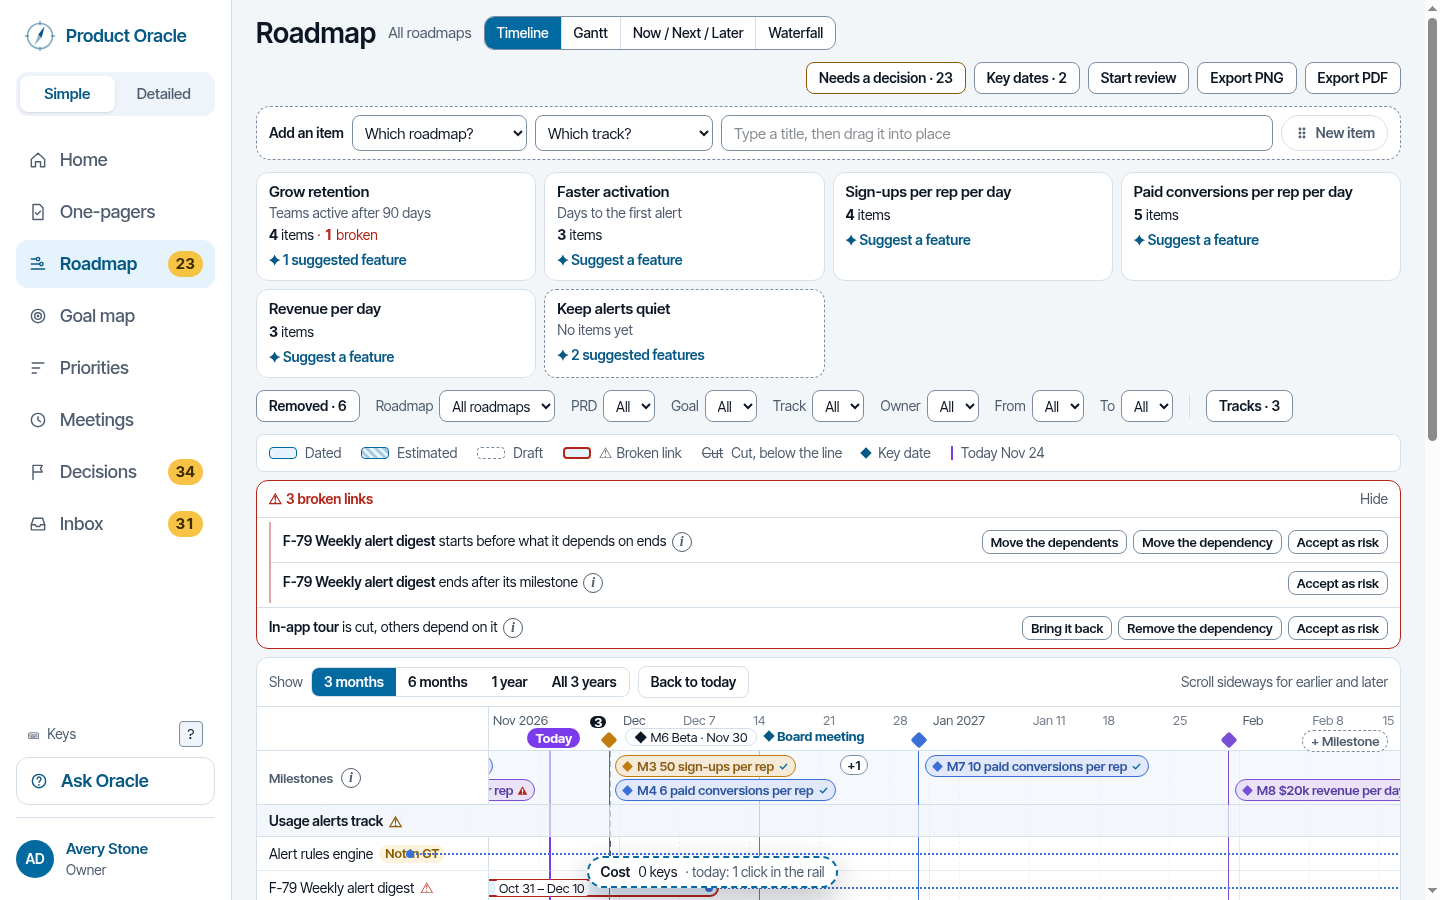 Product Oracle
Simple Detailed
Home
One-pagers
Roadmap 23
Goal map
Priorities
Meetings
Decisions 34
Inbox 31
Keys ?
Ask Oracle
AD Avery Stone
Owner
Roadmap All roadmaps Timeline Gantt Now / Next / Later Waterfall
Needs a decision · 23 Key dates · 2 Start review Export PNG Export PDF
Add an item Which roadmap? Which track? Type a title, then drag it into place New item
Grow retention
Teams active after 90 days
4 items · 1 broken
1 suggested feature
Faster activation
Days to the first alert
3 items
Suggest a feature
Sign-ups per rep per day
4 items
Suggest a feature
Paid conversions per rep per day
5 items
Suggest a feature
Revenue per day
3 items
Suggest a feature
Keep alerts quiet
No items yet
2 suggested features
Removed · 6 Roadmap All roadmaps PRD All Goal All Track All Owner All From All To All Tracks · 3
Dated Estimated Draft Broken link Cut Cut, below the line Key date Today Nov 24
3 broken links Hide
F-79 Weekly alert digest starts before what it depends on ends i Move the dependents Move the dependency Accept as risk
F-79 Weekly alert digest ends after its milestone i Accept as risk
In-app tour is cut, others depend on it i Bring it back Remove the dependency Accept as risk
Show 3 months 6 months 1 year All 3 years Back to today Scroll sideways for earlier and later
Nov 2026 3 Dec Dec 7 14 21 28 Jan 2027 Jan 11 18 25 Feb Feb 8 15
Today M6 Beta · Nov 30 Board meeting + Milestone
Milestones i M3 50 sign-ups per rep +1 M7 10 paid conversions per rep
r rep M4 6 paid conversions per rep M8 $20k revenue per day
Usage alerts track
Alert rules engine
Cost 0 keys · today: 1 click in the rail
F-79 Weekly alert digest Oct 31 – Dec 10